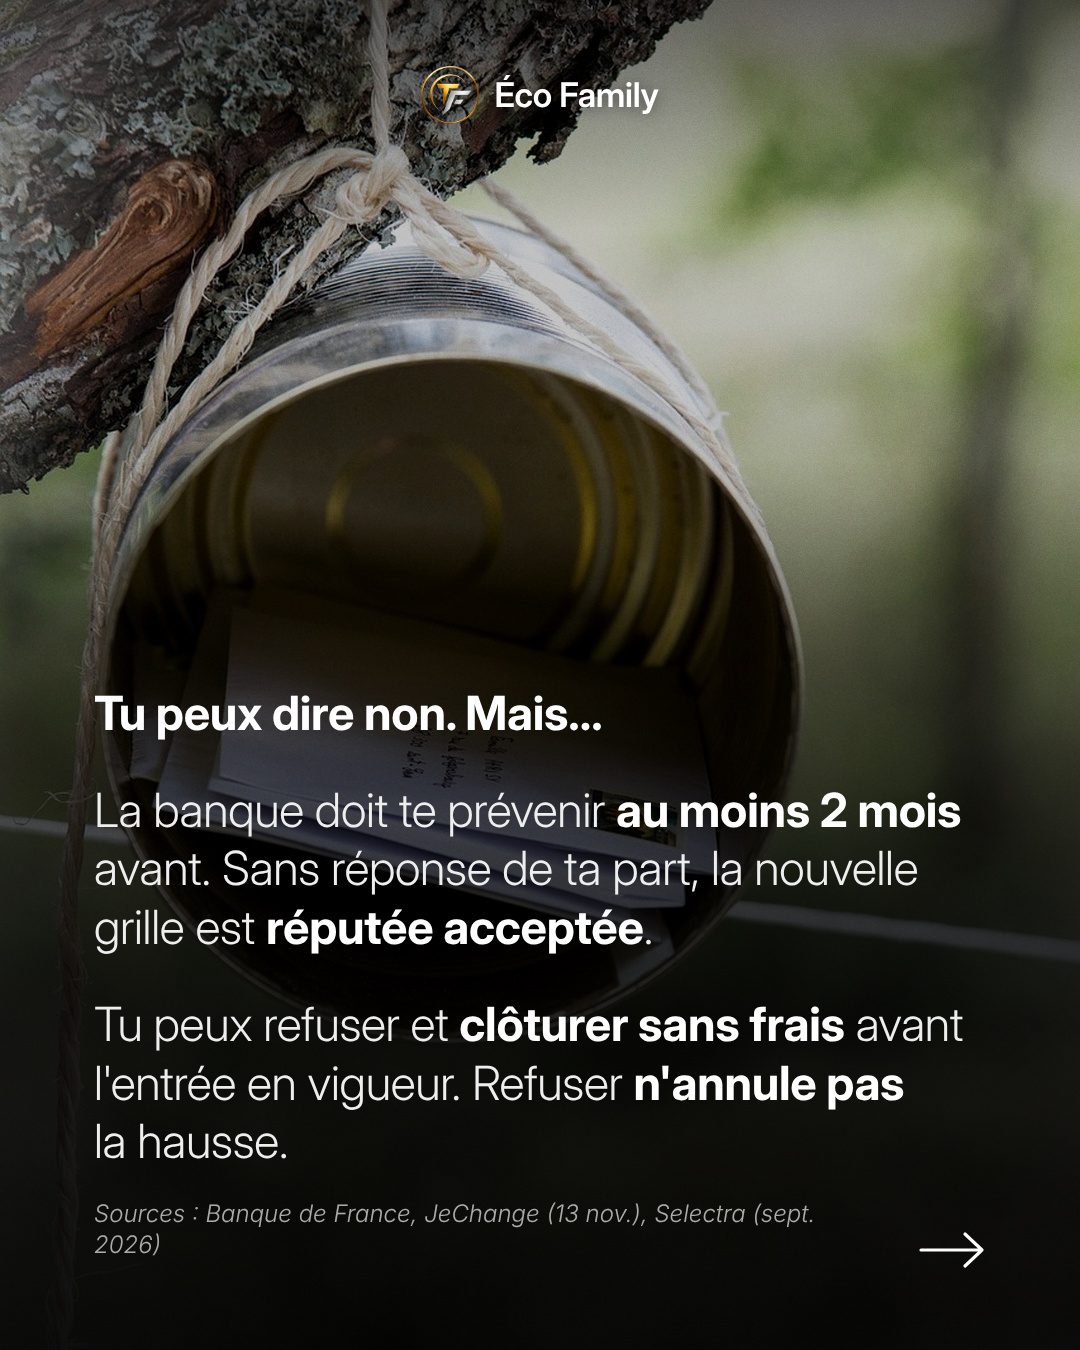 Éco Family
Tu peux dire non. Mais...
La banque doit te prévenir au moins 2 mois
avant. Sans réponse de ta part, la nouvelle
grille est réputée acceptée.
Tu peux refuser et clôturer sans frais avant
l'entrée en vigueur. Refuser n'annule pas
la hausse.
Sources : Banque de France, JeChange (13 nov.), Selectra (sept.
2026)